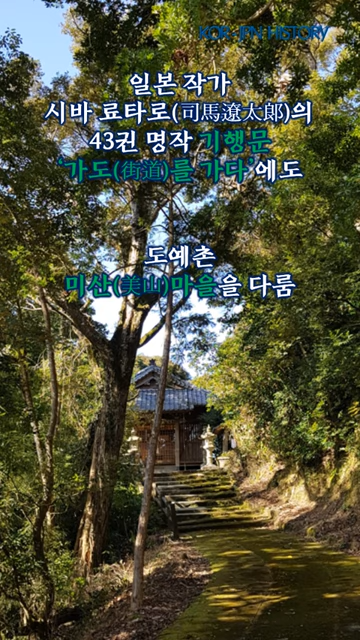 KOR-JPN HISTORY
일본 작가
시바 료타로(司馬遼太郎)의
43권 명작 기행문
'가도(街道)를 가다'에도
도예촌
미산(美山)마을을 다룸